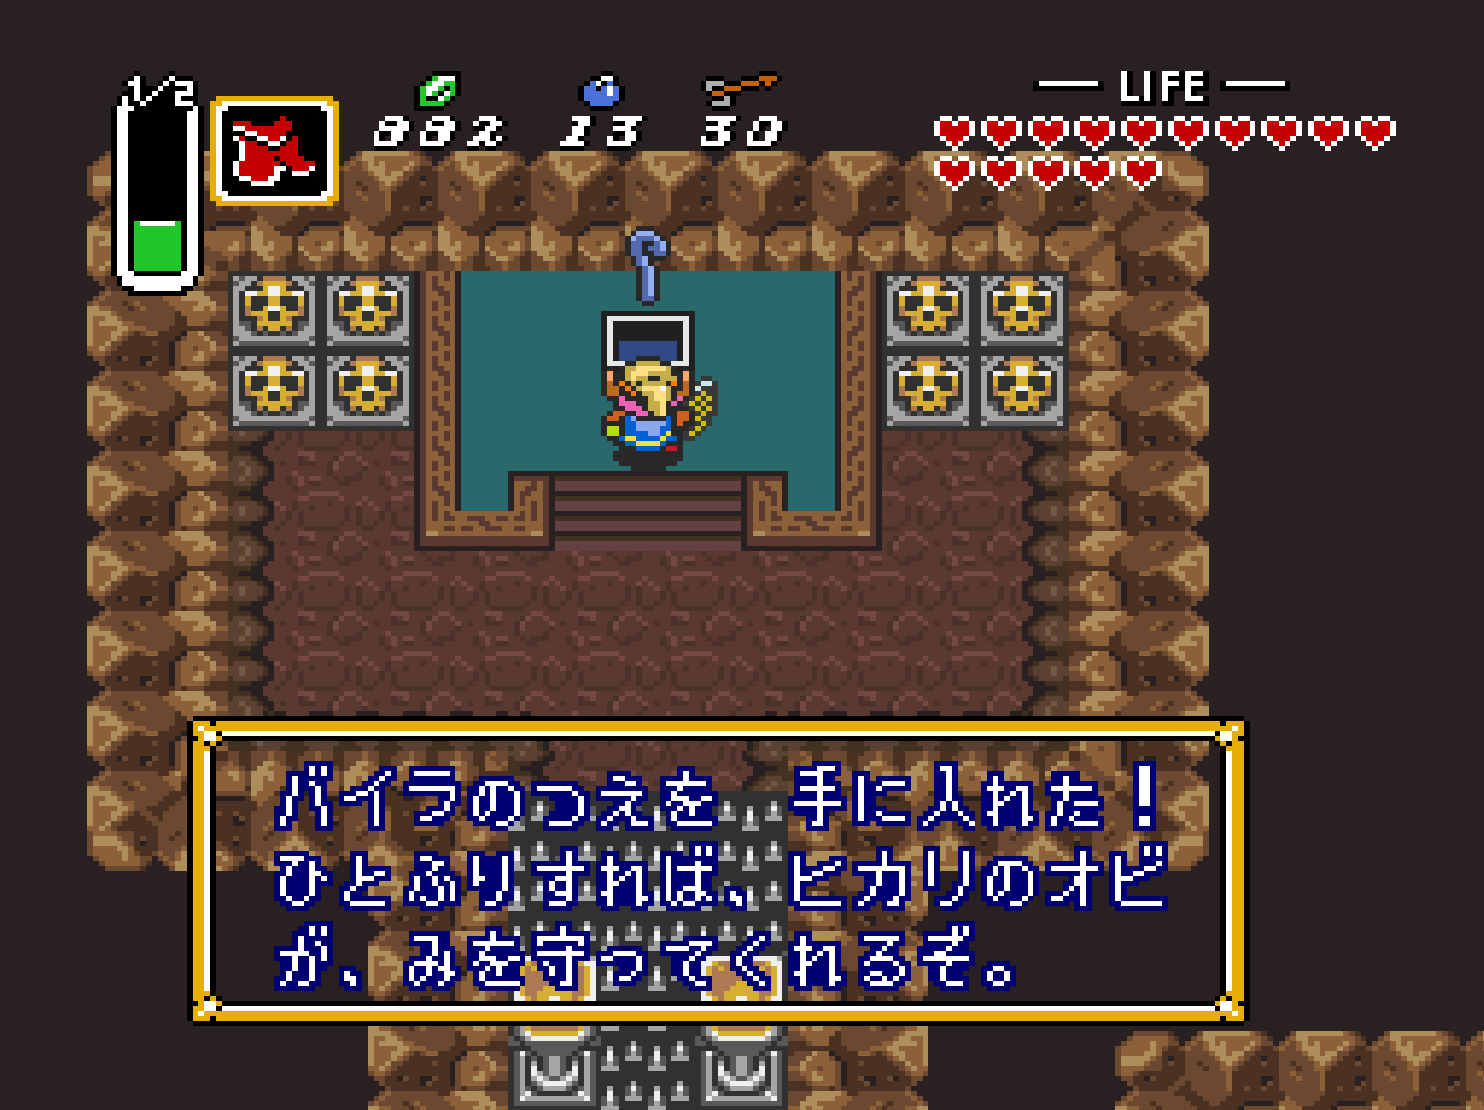 1/2
892 13 30
— LIFE —
バイラのつえを　手に入れた！
ひとふりすれば、ヒカリのオビ
が、みを守ってくれるぞ。